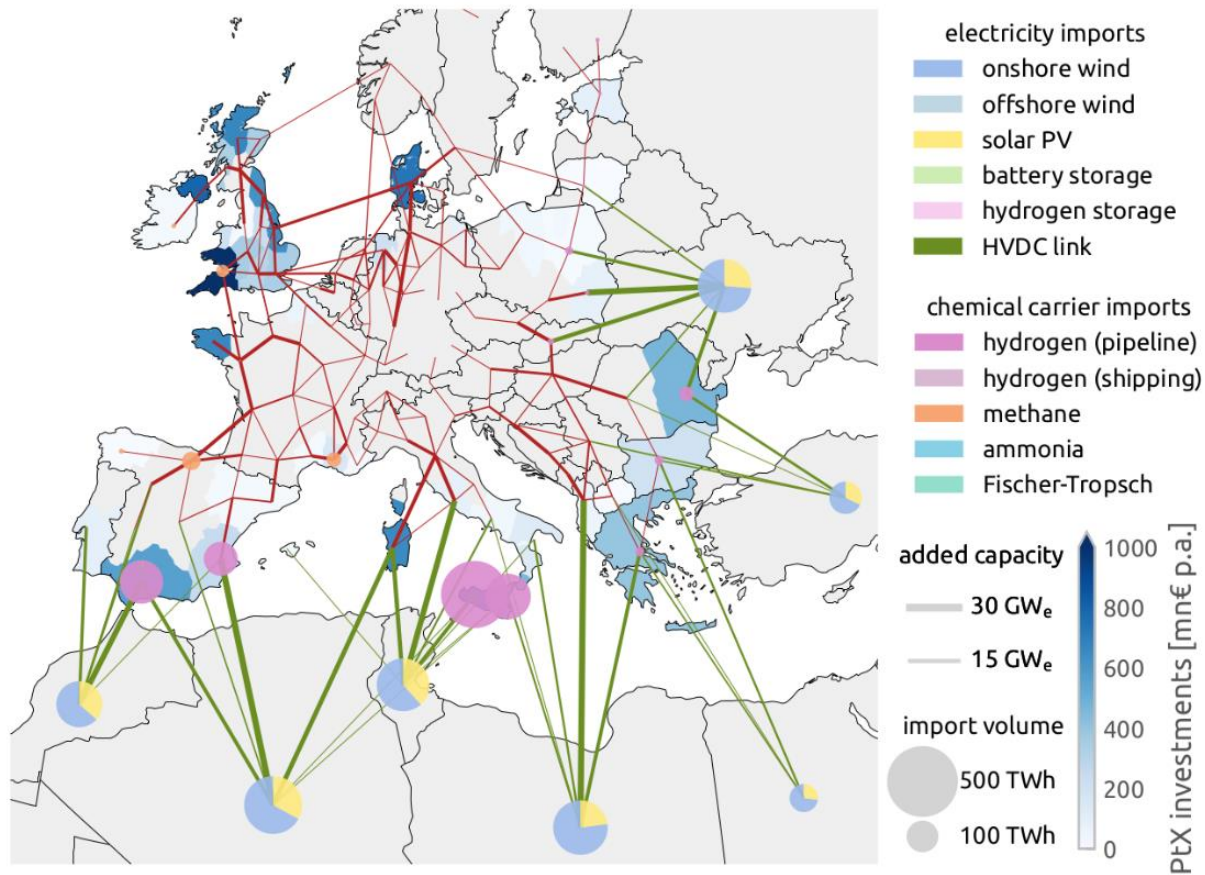 electricity imports
onshore wind
offshore wind
solar PV
battery storage
hydrogen storage
HVDC link
chemical carrier imports
hydrogen (pipeline)
hydrogen (shipping)
methane
ammonia
Fischer-Tropsch
added capacity
30 GWₑ
15 GWₑ
import volume
500 TWh
100 TWh
1000
800
600
400
200
0
PtX investments [mn€ p.a.]